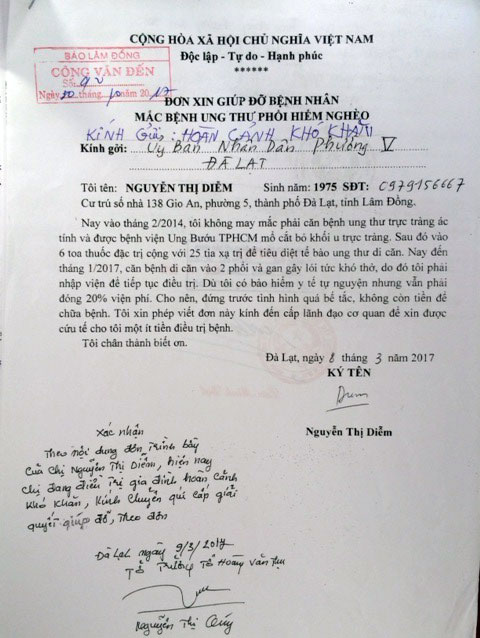 CỘNG HÒA XÃ HỘI CHỦ NGHĨA VIỆT NAM
Độc lập - Tự do - Hạnh phúc
******
BÁO LÂM ĐỒNG
CÔNG VĂN ĐẾN
Số
Ngày 20 tháng 10 năm 2017
ĐƠN XIN GIÚP ĐỠ BỆNH NHÂN
MẮC BỆNH UNG THƯ PHỔI HIỂM NGHÈO
KÍNH GỬI: HOÀN CẢNH KHÓ KHĂN
Kính gởi: Uỷ Ban Nhân Dân Phường V
ĐÀ LẠT
Tôi tên: NGUYỄN THỊ DIỄM Sinh năm: 1975 SĐT: 0979156667
Cư trú số nhà 138 Gio An, phường 5, thành phố Đà Lạt, tỉnh Lâm Đồng.
Nay vào tháng 2/2014, tôi không may mắc phải căn bệnh ung thư trực tràng ác
tính và được bệnh viện Ung Bướu TPHCM mổ cắt bỏ khối u trực tràng. Sau đó vào
6 toa thuốc đặc trị cộng với 25 tia xạ trị để tiêu diệt tế bào ung thư di căn. Nay đến
tháng 1/2017, căn bệnh di căn vào 2 phổi và gan gây lói tức khó thở, do đó tôi phải
nhập viện để tiếp tục điều trị. Dù tôi có bảo hiểm y tế tự nguyện nhưng vẫn phải
đóng 20% viện phí. Cho nên, đứng trước tình hình quá bế tắc, không còn tiền để
chữa bệnh. Tôi xin phép viết đơn này kính đến cấp lãnh đạo cơ quan để xin được
cứu tế cho tôi một ít tiền điều trị bệnh.
Tôi chân thành biết ơn.
Đà Lạt, ngày 8 tháng 3 năm 2017
KÝ TÊN
Diễm
Nguyễn Thị Diễm
Xác nhận
Theo nội dung đơn trình bày
của chị Nguyễn Thị Diễm, hiện nay
chị đang điều trị gia đình hoàn cảnh
khó khăn, kính chuyển quí cấp giải
quyết giúp đỡ, theo đơn
Đà Lạt ngày 9/3/2017
Tổ Trưởng Tổ Hoàng Văn Thụ
Nguyễn Thị